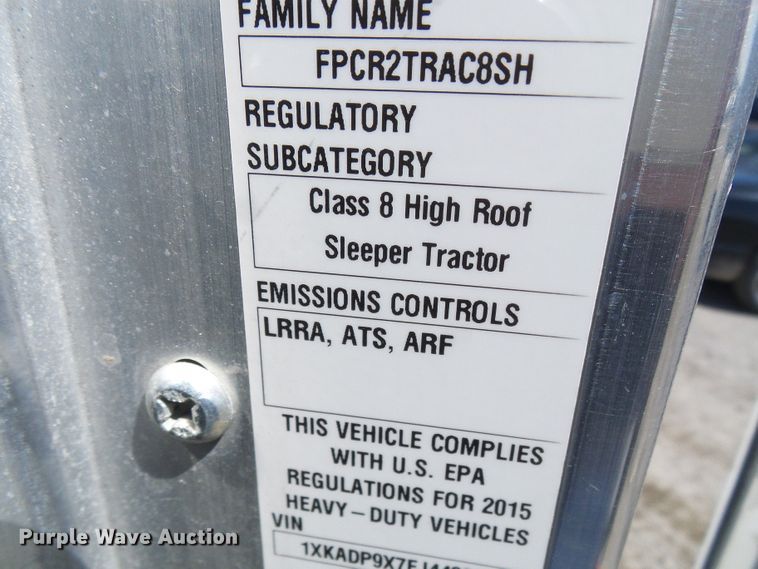 FAMILY NAME
FPCR2TRAC8SH
REGULATORY
SUBCATEGORY
Class 8 High Roof
Sleeper Tractor
EMISSIONS CONTROLS
LRRA, ATS, ARF
THIS VEHICLE COMPLIES
WITH U.S. EPA
REGULATIONS FOR 2015
HEAVY-DUTY VEHICLES
VIN
Purple Wave Auction